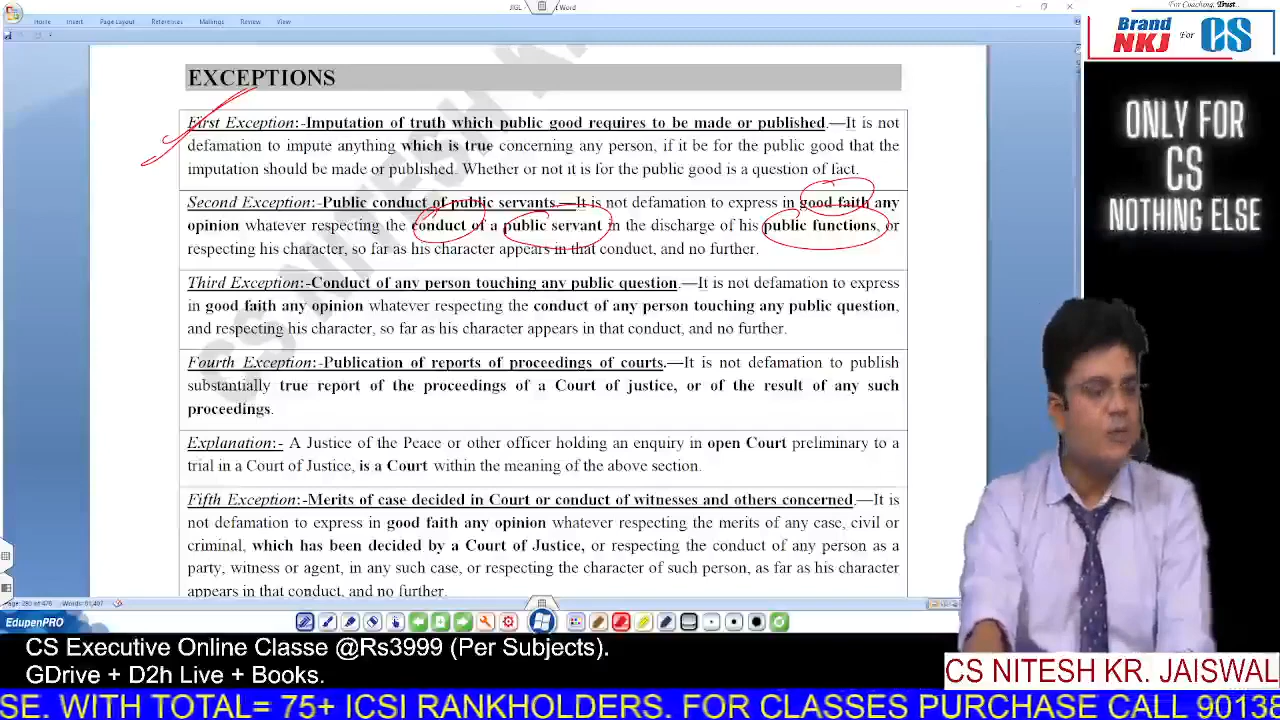 JIGL
Word
Home
Insert
Page Layout
References
Mailings
Review
View
For Coaching, Trust..
Brand
NKJ
For
CS
EXCEPTIONS
First Exception:-Imputation of truth which public good requires to be made or published.—It is not
defamation to impute anything which is true concerning any person, if it be for the public good that the
imputation should be made or published. Whether or not it is for the public good is a question of fact.
Second Exception:-Public conduct of public servants.—It is not defamation to express in good faith any
opinion whatever respecting the conduct of a public servant in the discharge of his public functions, or
respecting his character, so far as his character appears in that conduct, and no further.
Third Exception:-Conduct of any person touching any public question.—It is not defamation to express
in good faith any opinion whatever respecting the conduct of any person touching any public question,
and respecting his character, so far as his character appears in that conduct, and no further.
Fourth Exception:-Publication of reports of proceedings of courts.—It is not defamation to publish
substantially true report of the proceedings of a Court of justice, or of the result of any such
proceedings.
Explanation:- A Justice of the Peace or other officer holding an enquiry in open Court preliminary to a
trial in a Court of Justice, is a Court within the meaning of the above section.
Fifth Exception:-Merits of case decided in Court or conduct of witnesses and others concerned.—It is
not defamation to express in good faith any opinion whatever respecting the merits of any case, civil or
criminal, which has been decided by a Court of Justice, or respecting the conduct of any person as a
party, witness or agent, in any such case, or respecting the character of such person, as far as his character
appears in that conduct, and no further.
CS NITESH K
ONLY FOR
CS
NOTHING ELSE
EdupenPRO
CS Executive Online Classe @Rs3999 (Per Subjects).
GDrive + D2h Live + Books.
CS NITESH KR. JAISWAL
SE. WITH TOTAL= 75+ ICSI RANKHOLDERS. FOR CLASSES PURCHASE CALL 90138